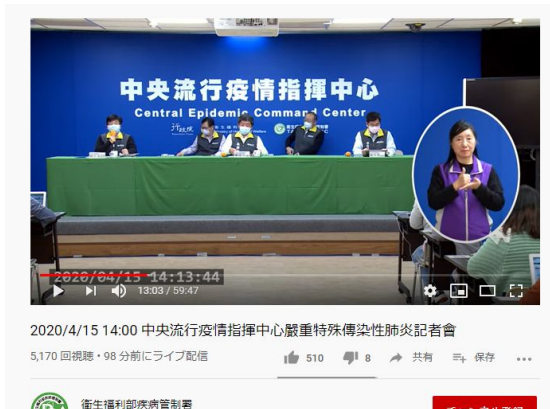 中央流行疫情指揮中心
Central Epidemic Command Center
行政院
2020/04/15 14:13:44
13:03 / 59:47
2020/4/15 14:00 中央流行疫情指揮中心嚴重特殊傳染性肺炎記者會
5,170 回視聴・98 分前にライブ配信
510
8
共有
保存
衛生福利部疾病管制署